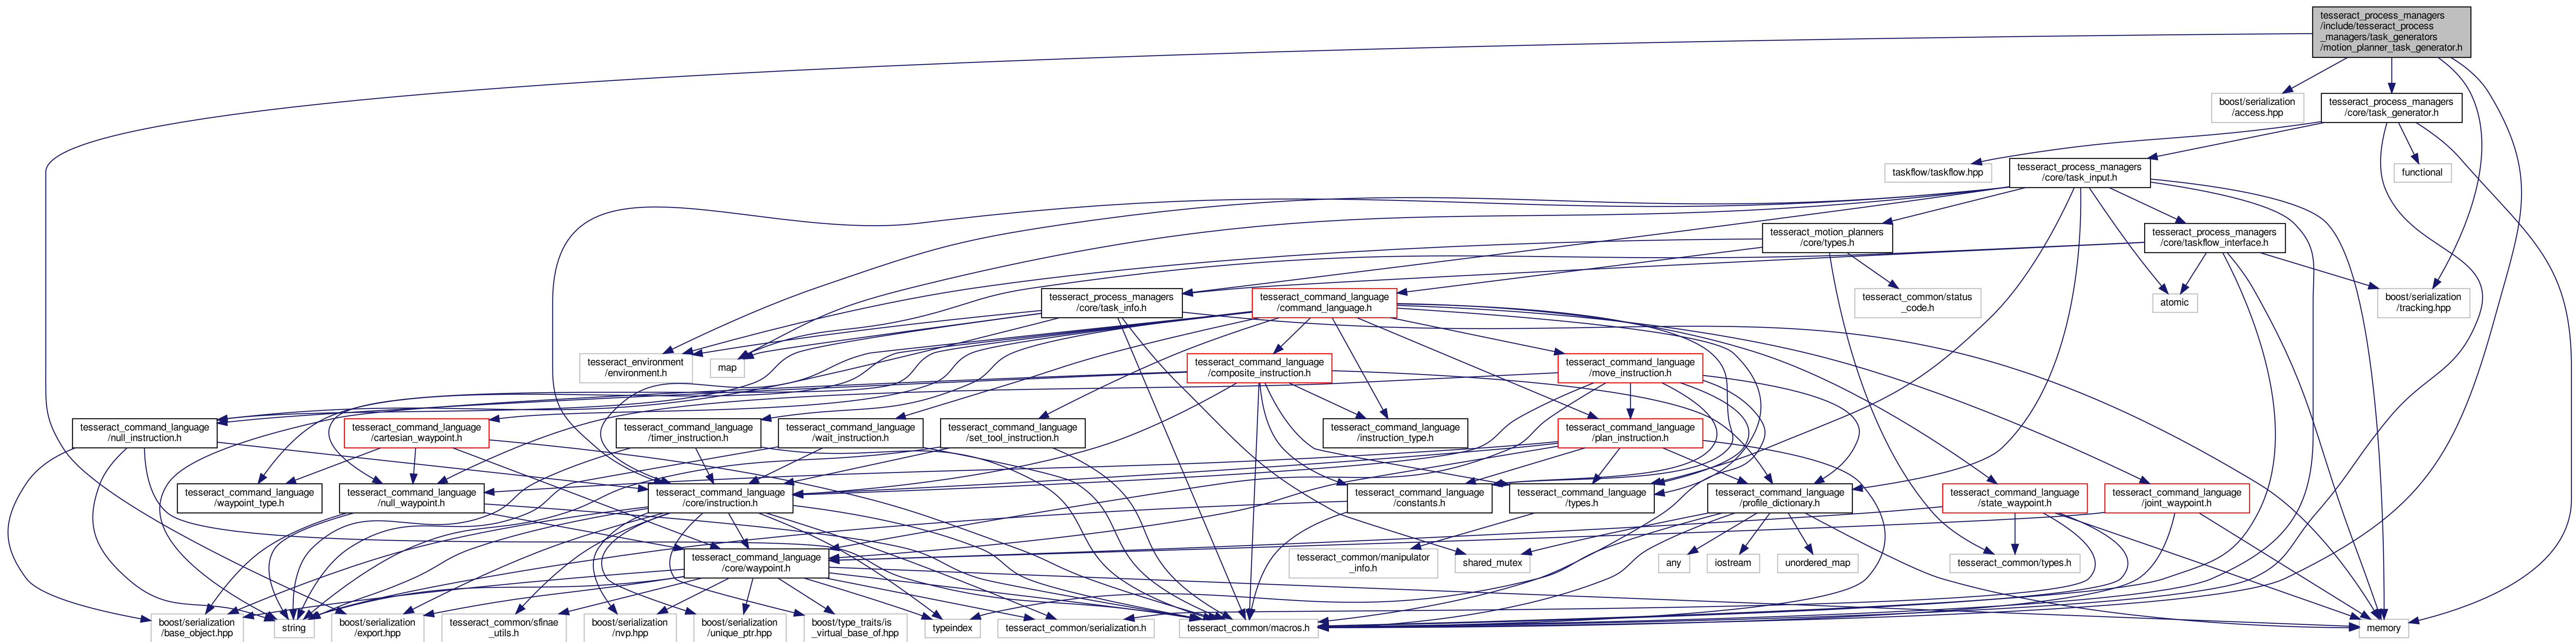 tesseract_process_managers
/include/tesseract_process
_managers/task_generators
/motion_planner_task_generator.h
boost/serialization
/access.hpp
tesseract_process_managers
/core/task_generator.h
taskflow/taskflow.hpp
tesseract_process_managers
/core/task_input.h
functional
tesseract_motion_planners
/core/types.h
tesseract_process_managers
/core/taskflow_interface.h
tesseract_process_managers
/core/task_info.h
tesseract_command_language
/command_language.h
tesseract_common/status
_code.h
atomic
boost/serialization
/tracking.hpp
tesseract_environment
/environment.h
map
tesseract_command_language
/composite_instruction.h
tesseract_command_language
/move_instruction.h
tesseract_command_language
/null_instruction.h
tesseract_command_language
/cartesian_waypoint.h
tesseract_command_language
/timer_instruction.h
tesseract_command_language
/wait_instruction.h
tesseract_command_language
/set_tool_instruction.h
tesseract_command_language
/instruction_type.h
tesseract_command_language
/plan_instruction.h
tesseract_command_language
/waypoint_type.h
tesseract_command_language
/null_waypoint.h
tesseract_command_language
/core/instruction.h
tesseract_command_language
/constants.h
tesseract_command_language
/types.h
tesseract_command_language
/profile_dictionary.h
tesseract_command_language
/state_waypoint.h
tesseract_command_language
/joint_waypoint.h
tesseract_command_language
/core/waypoint.h
tesseract_common/manipulator
_info.h
shared_mutex
any
iostream
unordered_map
tesseract_common/types.h
boost/serialization
/base_object.hpp
string
boost/serialization
/export.hpp
tesseract_common/sfinae
_utils.h
boost/serialization
/nvp.hpp
boost/serialization
/unique_ptr.hpp
boost/type_traits/is
_virtual_base_of.hpp
typeindex
tesseract_common/serialization.h
tesseract_common/macros.h
memory